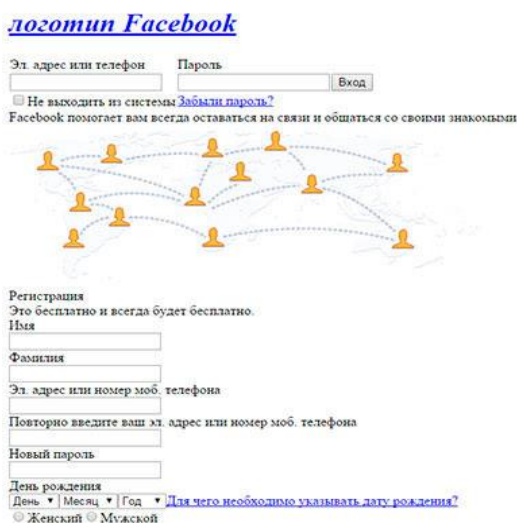 логотип Facebook
Эл. адрес или телефон Пароль
Вход
Не выходить из системы Забыли пароль?
Facebook помогает вам всегда оставаться на связи и общаться со своими знакомыми
Регистрация
Это бесплатно и всегда будет бесплатно.
Имя
Фамилия
Эл. адрес или номер моб. телефона
Повторно введите ваш эл. адрес или номер моб. телефона
Новый пароль
День рождения
День Месяц Год Для чего необходимо указывать дату рождения?
Женский Мужской